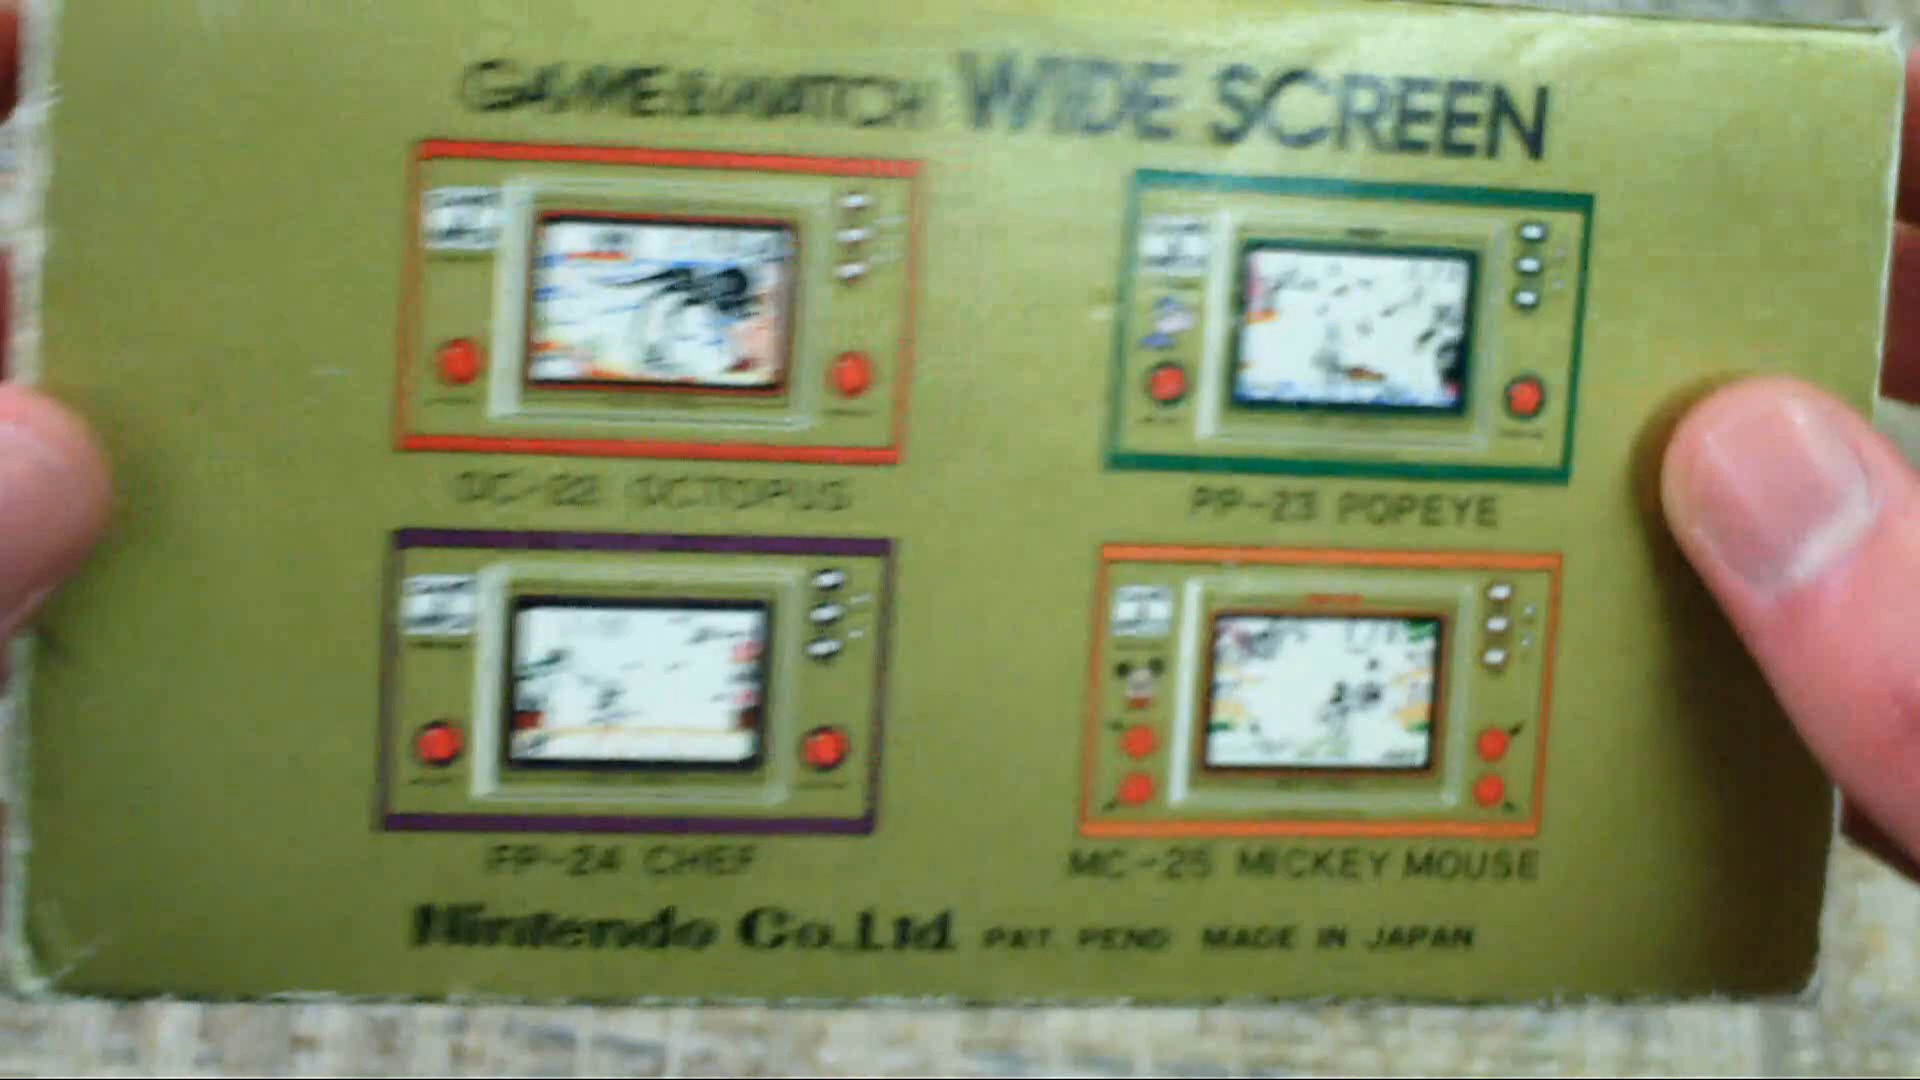 GAME&WATCH WIDE SCREEN
OC-22 OCTOPUS
PP-23 POPEYE
FP-24 CHEF
MC-25 MICKEY MOUSE
Nintendo Co.,Ltd. PAT. PEND MADE IN JAPAN